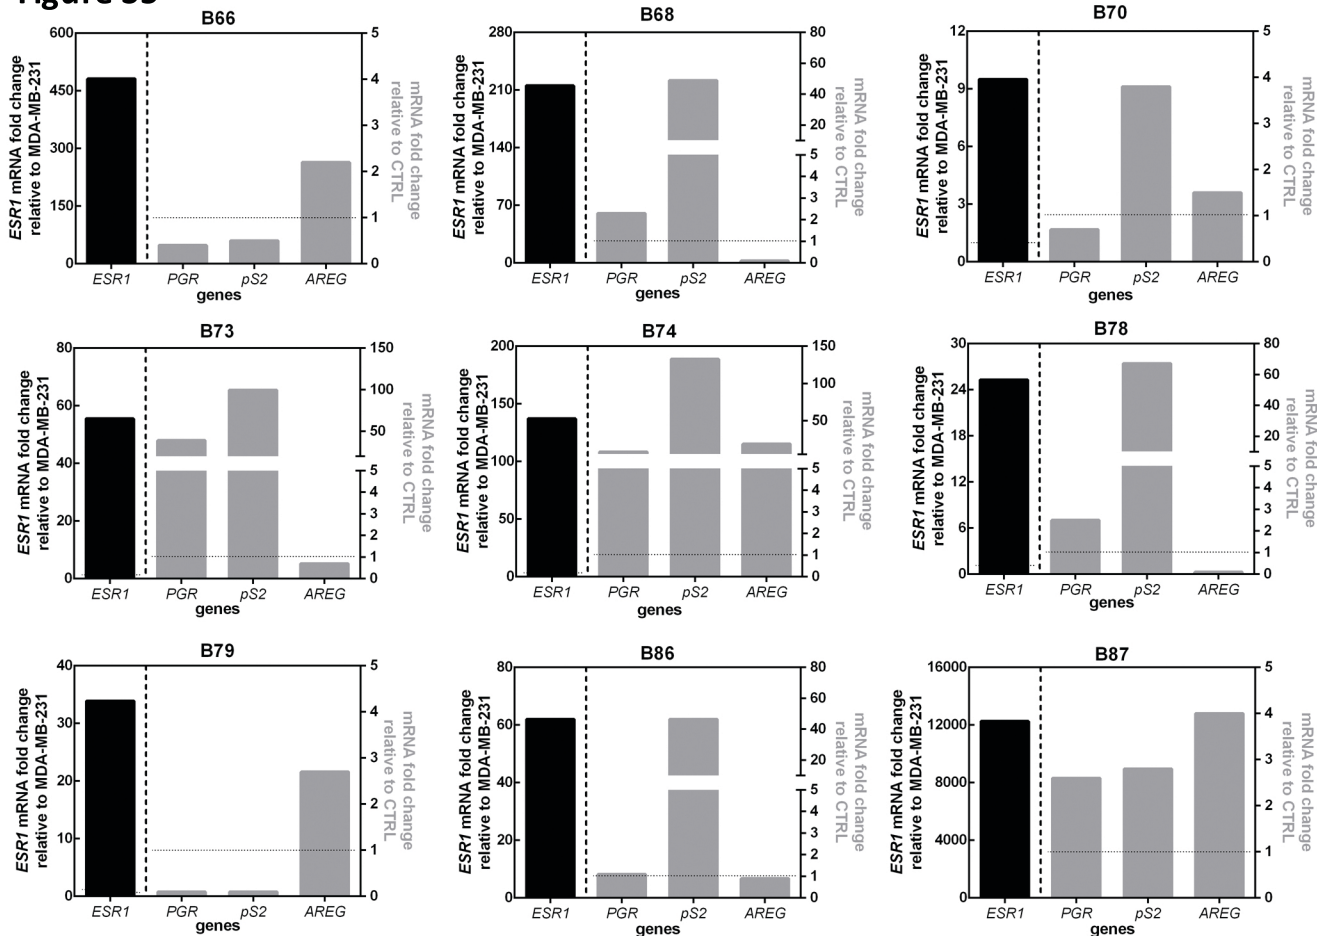 B66
600
450
300
150
0
5
4
3
2
1
0
ESR1 mRNA fold change
relative to MDA-MB-231
mRNA fold change
relative to CTRL
ESR1 PGR pS2 AREG
genes
B68
280
210
140
70
0
80
60
40
20
5
4
3
2
1
0
ESR1 mRNA fold change
relative to MDA-MB-231
mRNA fold change
relative to CTRL
ESR1 PGR pS2 AREG
genes
B70
12
9
6
3
0
5
4
3
2
1
0
ESR1 mRNA fold change
relative to MDA-MB-231
mRNA fold change
relative to CTRL
ESR1 PGR pS2 AREG
genes
B73
80
60
40
20
0
150
100
50
5
4
3
2
1
0
ESR1 mRNA fold change
relative to MDA-MB-231
mRNA fold change
relative to CTRL
ESR1 PGR pS2 AREG
genes
B74
200
150
100
50
0
150
100
50
5
4
3
2
1
0
ESR1 mRNA fold change
relative to MDA-MB-231
mRNA fold change
relative to CTRL
ESR1 PGR pS2 AREG
genes
B78
30
24
18
12
6
0
80
60
40
20
5
4
3
2
1
0
ESR1 mRNA fold change
relative to MDA-MB-231
mRNA fold change
relative to CTRL
ESR1 PGR pS2 AREG
genes
B79
40
30
20
10
0
5
4
3
2
1
0
ESR1 mRNA fold change
relative to MDA-MB-231
mRNA fold change
relative to CTRL
ESR1 PGR pS2 AREG
genes
B86
80
60
40
20
0
80
60
40
20
5
4
3
2
1
0
ESR1 mRNA fold change
relative to MDA-MB-231
mRNA fold change
relative to CTRL
ESR1 PGR pS2 AREG
genes
B87
16000
12000
8000
4000
0
5
4
3
2
1
0
ESR1 mRNA fold change
relative to MDA-MB-231
mRNA fold change
relative to CTRL
ESR1 PGR pS2 AREG
genes